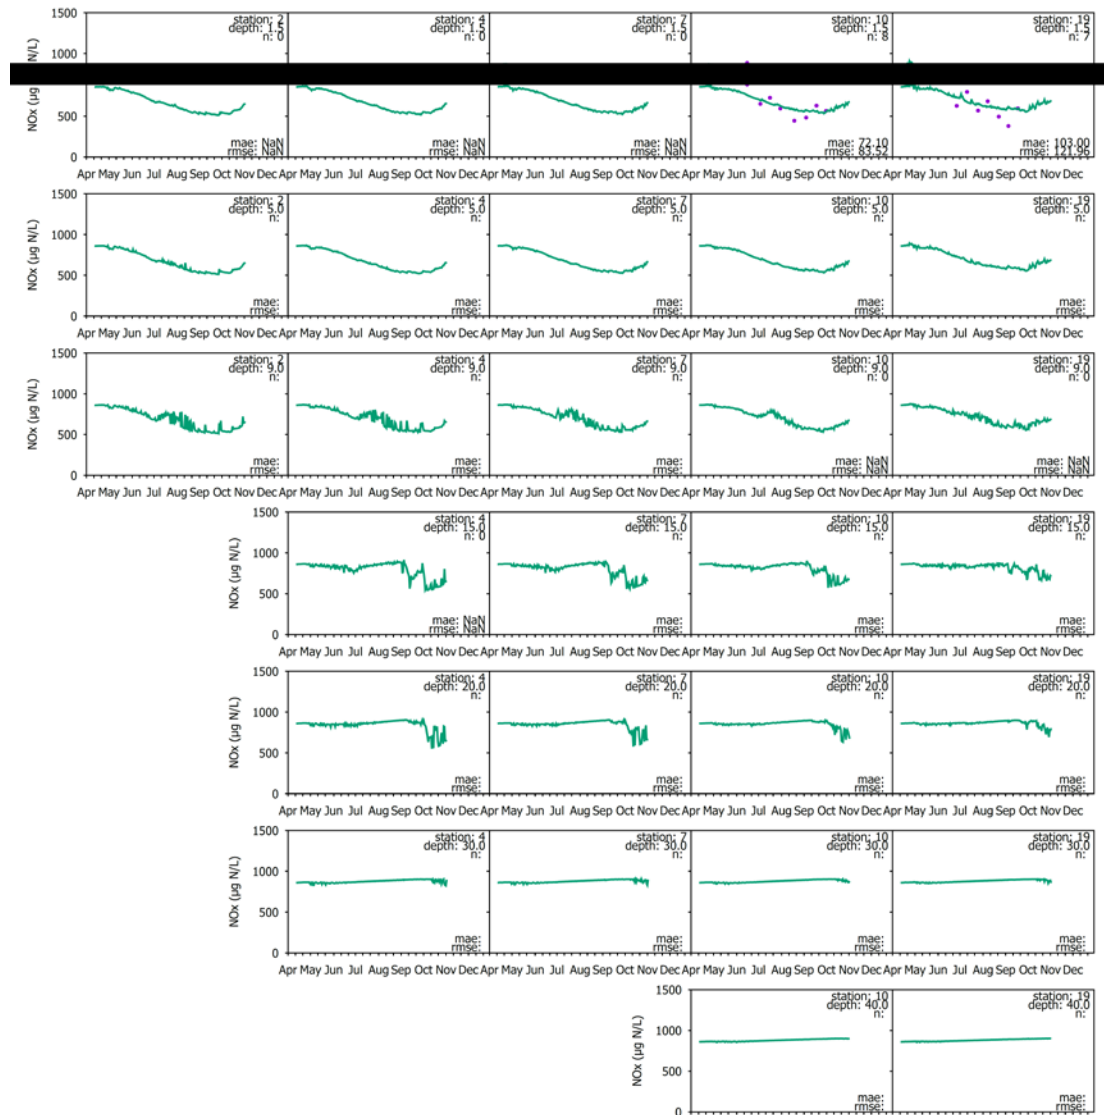 1500 station: 2 station: 4 station: 7 station: 10 station: 19
depth: 1.5 depth: 1.5 depth: 1.5 depth: 1.5 depth: 1.5
n: 0 n: 0 n: 0 n: 8 n: 7
1000
NOx (µg N/L)
500
mae: NaN mae: NaN mae: NaN mae: 72.10 mae: 103.00
0 rmse: NaN rmse: NaN rmse: NaN rmse: 83.52 rmse: 121.96
Apr May Jun Jul Aug Sep Oct Nov Dec Apr May Jun Jul Aug Sep Oct Nov Dec Apr May Jun Jul Aug Sep Oct Nov Dec Apr May Jun Jul Aug Sep Oct Nov Dec Apr May Jun Jul Aug Sep Oct Nov Dec
1500 station: 2 station: 4 station: 7 station: 10 station: 19
depth: 5.0 depth: 5.0 depth: 5.0 depth: 5.0 depth: 5.0
n: n: n: n: n:
1000
NOx (µg N/L)
500
mae: mae: mae: mae: mae:
0 rmse: rmse: rmse: rmse: rmse:
Apr May Jun Jul Aug Sep Oct Nov Dec Apr May Jun Jul Aug Sep Oct Nov Dec Apr May Jun Jul Aug Sep Oct Nov Dec Apr May Jun Jul Aug Sep Oct Nov Dec Apr May Jun Jul Aug Sep Oct Nov Dec
1500 station: 2 station: 4 station: 7 station: 10 station: 19
depth: 9.0 depth: 9.0 depth: 9.0 depth: 9.0 depth: 9.0
n: n: n: n: 0 n: 0
1000
NOx (µg N/L)
500
mae: mae: mae: mae: NaN mae: NaN
0 rmse: rmse: rmse: rmse: NaN rmse: NaN
Apr May Jun Jul Aug Sep Oct Nov Dec Apr May Jun Jul Aug Sep Oct Nov Dec Apr May Jun Jul Aug Sep Oct Nov Dec Apr May Jun Jul Aug Sep Oct Nov Dec Apr May Jun Jul Aug Sep Oct Nov Dec
1500 station: 4 station: 7 station: 10 station: 19
depth: 15.0 depth: 15.0 depth: 15.0 depth: 15.0
n: 0 n: n: n:
1000
NOx (µg N/L)
500
mae: NaN mae: mae: mae:
0 rmse: NaN rmse: rmse: rmse:
Apr May Jun Jul Aug Sep Oct Nov Dec Apr May Jun Jul Aug Sep Oct Nov Dec Apr May Jun Jul Aug Sep Oct Nov Dec Apr May Jun Jul Aug Sep Oct Nov Dec
1500 station: 4 station: 7 station: 10 station: 19
depth: 20.0 depth: 20.0 depth: 20.0 depth: 20.0
n: n: n: n:
1000
NOx (µg N/L)
500
mae: mae: mae: mae:
0 rmse: rmse: rmse: rmse:
Apr May Jun Jul Aug Sep Oct Nov Dec Apr May Jun Jul Aug Sep Oct Nov Dec Apr May Jun Jul Aug Sep Oct Nov Dec Apr May Jun Jul Aug Sep Oct Nov Dec
1500 station: 4 station: 7 station: 10 station: 19
depth: 30.0 depth: 30.0 depth: 30.0 depth: 30.0
n: n: n: n:
1000
NOx (µg N/L)
500
mae: mae: mae: mae:
0 rmse: rmse: rmse: rmse:
Apr May Jun Jul Aug Sep Oct Nov Dec Apr May Jun Jul Aug Sep Oct Nov Dec Apr May Jun Jul Aug Sep Oct Nov Dec Apr May Jun Jul Aug Sep Oct Nov Dec
1500 station: 10 station: 19
depth: 40.0 depth: 40.0
n: n:
1000
NOx (µg N/L)
500
mae: mae:
0 rmse: rmse: